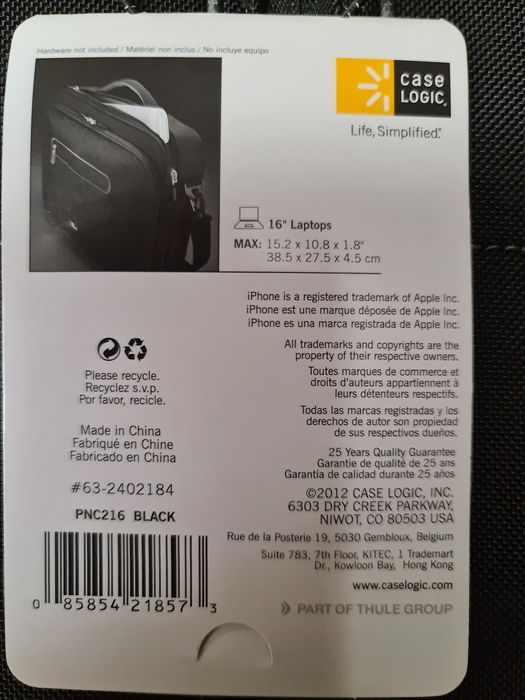 Hardware not included / Matériel non inclus / No incluye equipo
case
LOGIC®
Life, Simplified.™
16" Laptops
MAX: 15.2 x 10.8 x 1.8"
38.5 x 27.5 x 4.5 cm
iPhone is a registered trademark of Apple Inc.
iPhone est une marque déposée de Apple Inc.
iPhone es una marca registrada de Apple Inc.
All trademarks and copyrights are the
property of their respective owners.
Toutes marques de commerce et
droits d'auteurs appartiennent à
leurs détenteurs respectifs.
Todas las marcas registradas y los
derechos de autor son propiedad
de sus respectivos dueños.
Please recycle.
Recyclez s.v.p.
Por favor, recicle.
Made in China
Fabriqué en Chine
Fabricado en China
25 Years Quality Guarantee
Garantie de qualité de 25 ans
Garantía de calidad durante 25 años
#63-2402184
PNC216 BLACK
©2012 CASE LOGIC, INC.
6303 DRY CREEK PARKWAY,
NIWOT, CO 80503 USA
Rue de la Posterie 19, 5030 Gembloux, Belgium
Suite 783, 7th Floor, KITEC, 1 Trademart
Dr., Kowloon Bay, Hong Kong
www.caselogic.com
PART OF THULE GROUP
0 85854 21857 3